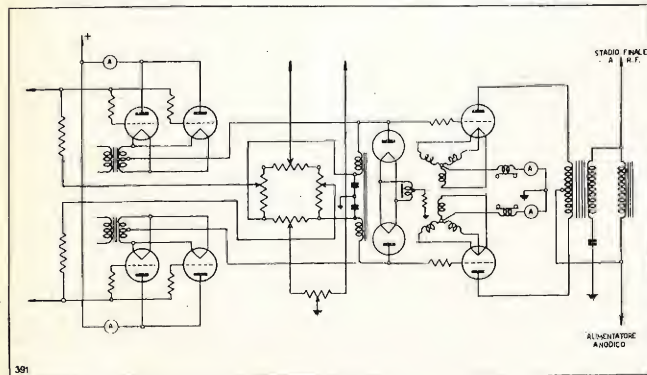 +
A
STADIO FINALE
A R.F.
A
A
A
ALIMENTATORE
ANODICO
391